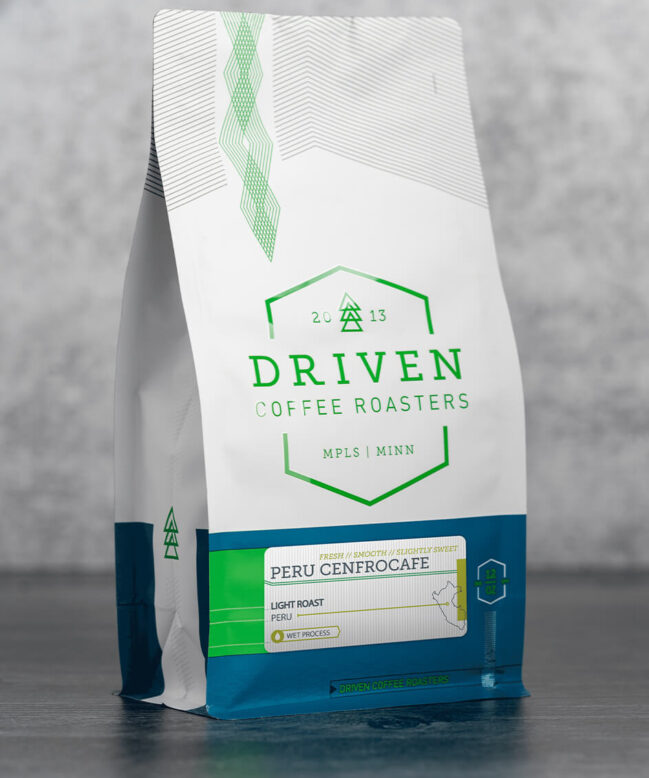 20 13
DRIVEN
COFFEE ROASTERS
MPLS | MINN
FRESH // SMOOTH // SLIGHTLY SWEET
PERU CENFROCAFE
LIGHT ROAST
PERU
WET PROCESS
12
DRIVEN COFFEE ROASTERS